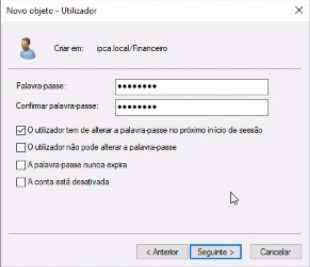 Novo objeto - Utilizador
Criar em: ipca.local/Financeiro
Palavra-passe: ••••••••
Confirmar palavra-passe: ••••••••
O utilizador tem de alterar a palavra-passe no próximo início de sessão
O utilizador não pode alterar a palavra-passe
A palavra-passe nunca expira
A conta está desativada
< Anterior Seguinte > Cancelar